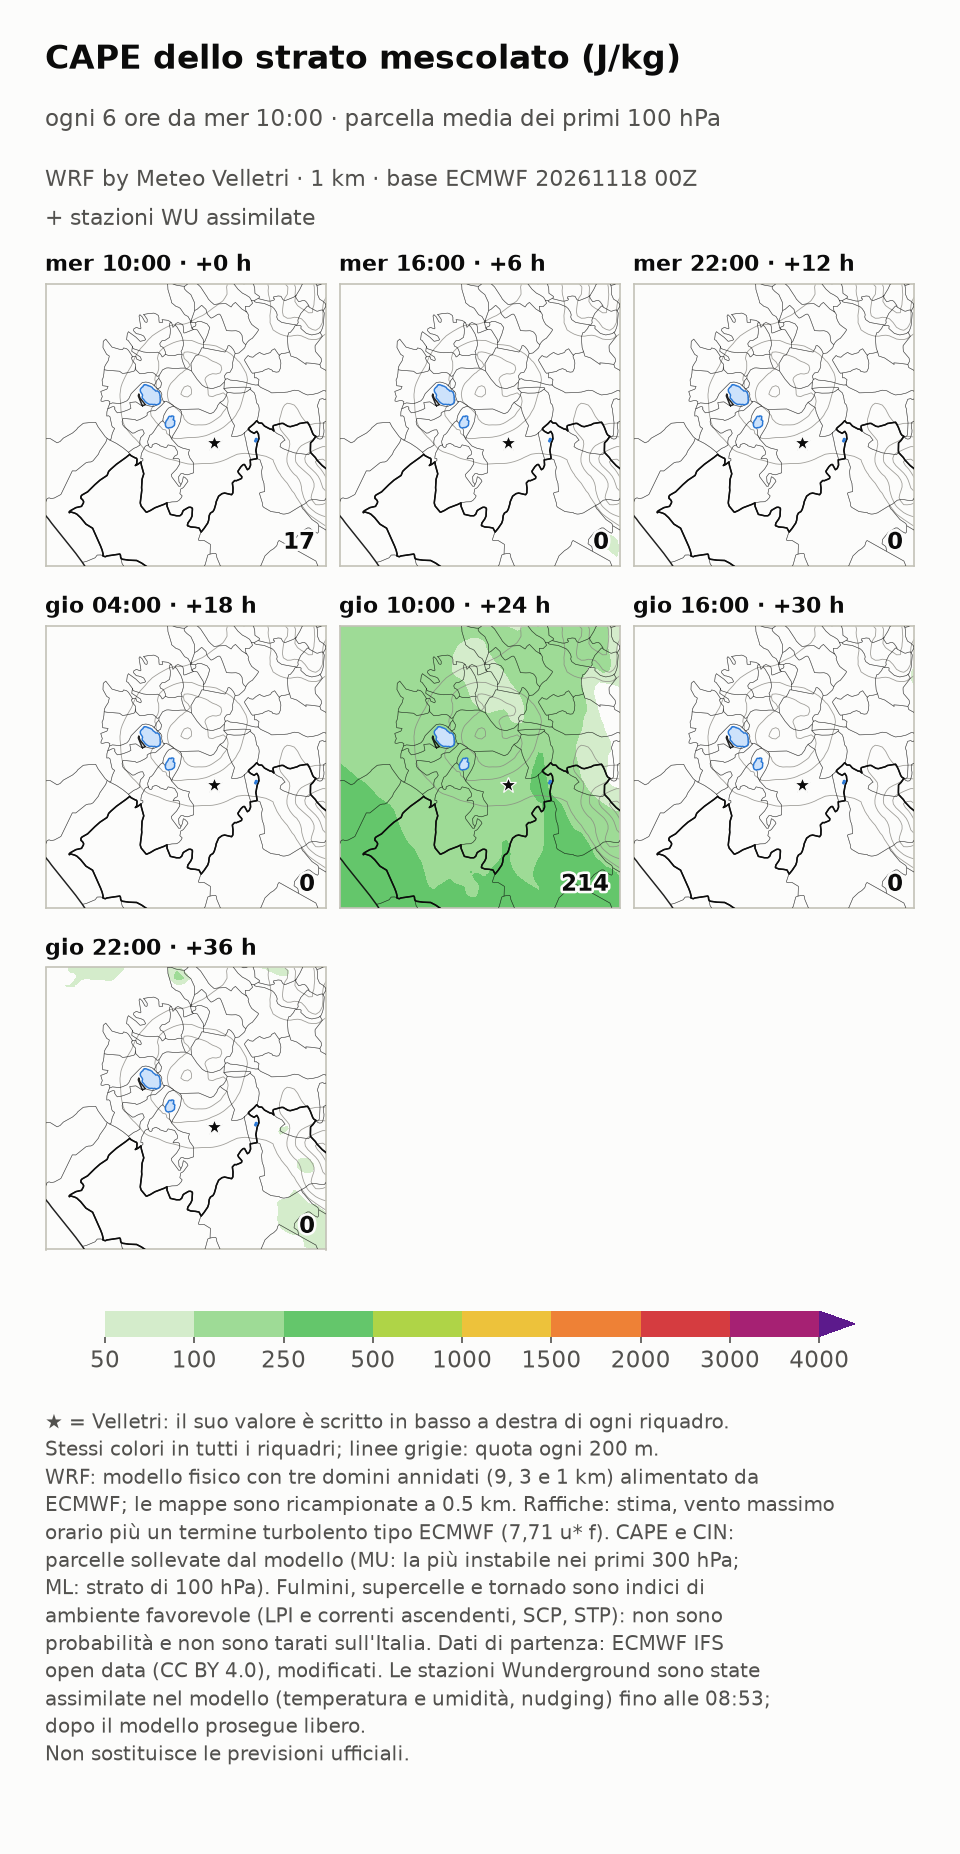 CAPE dello strato mescolato (J/kg)
ogni 6 ore da mer 10:00 · parcella media dei primi 100 hPa
WRF by Meteo Velletri · 1 km · base ECMWF 20261118 00Z
+ stazioni WU assimilate
mer 10:00 · +0 h
mer 16:00 · +6 h
mer 22:00 · +12 h
17
0
0
gio 04:00 · +18 h
gio 10:00 · +24 h
gio 16:00 · +30 h
0
214
0
gio 22:00 · +36 h
0
50 100 250 500 1000 1500 2000 3000 4000
★ = Velletri: il suo valore è scritto in basso a destra di ogni riquadro.
Stessi colori in tutti i riquadri; linee grigie: quota ogni 200 m.
WRF: modello fisico con tre domini annidati (9, 3 e 1 km) alimentato da
ECMWF; le mappe sono ricampionate a 0.5 km. Raffiche: stima, vento massimo
orario più un termine turbolento tipo ECMWF (7,71 u* f). CAPE e CIN:
parcelle sollevate dal modello (MU: la più instabile nei primi 300 hPa;
ML: strato di 100 hPa). Fulmini, supercelle e tornado sono indici di
ambiente favorevole (LPI e correnti ascendenti, SCP, STP): non sono
probabilità e non sono tarati sull'Italia. Dati di partenza: ECMWF IFS
open data (CC BY 4.0), modificati. Le stazioni Wunderground sono state
assimilate nel modello (temperatura e umidità, nudging) fino alle 08:53;
dopo il modello prosegue libero.
Non sostituisce le previsioni ufficiali.